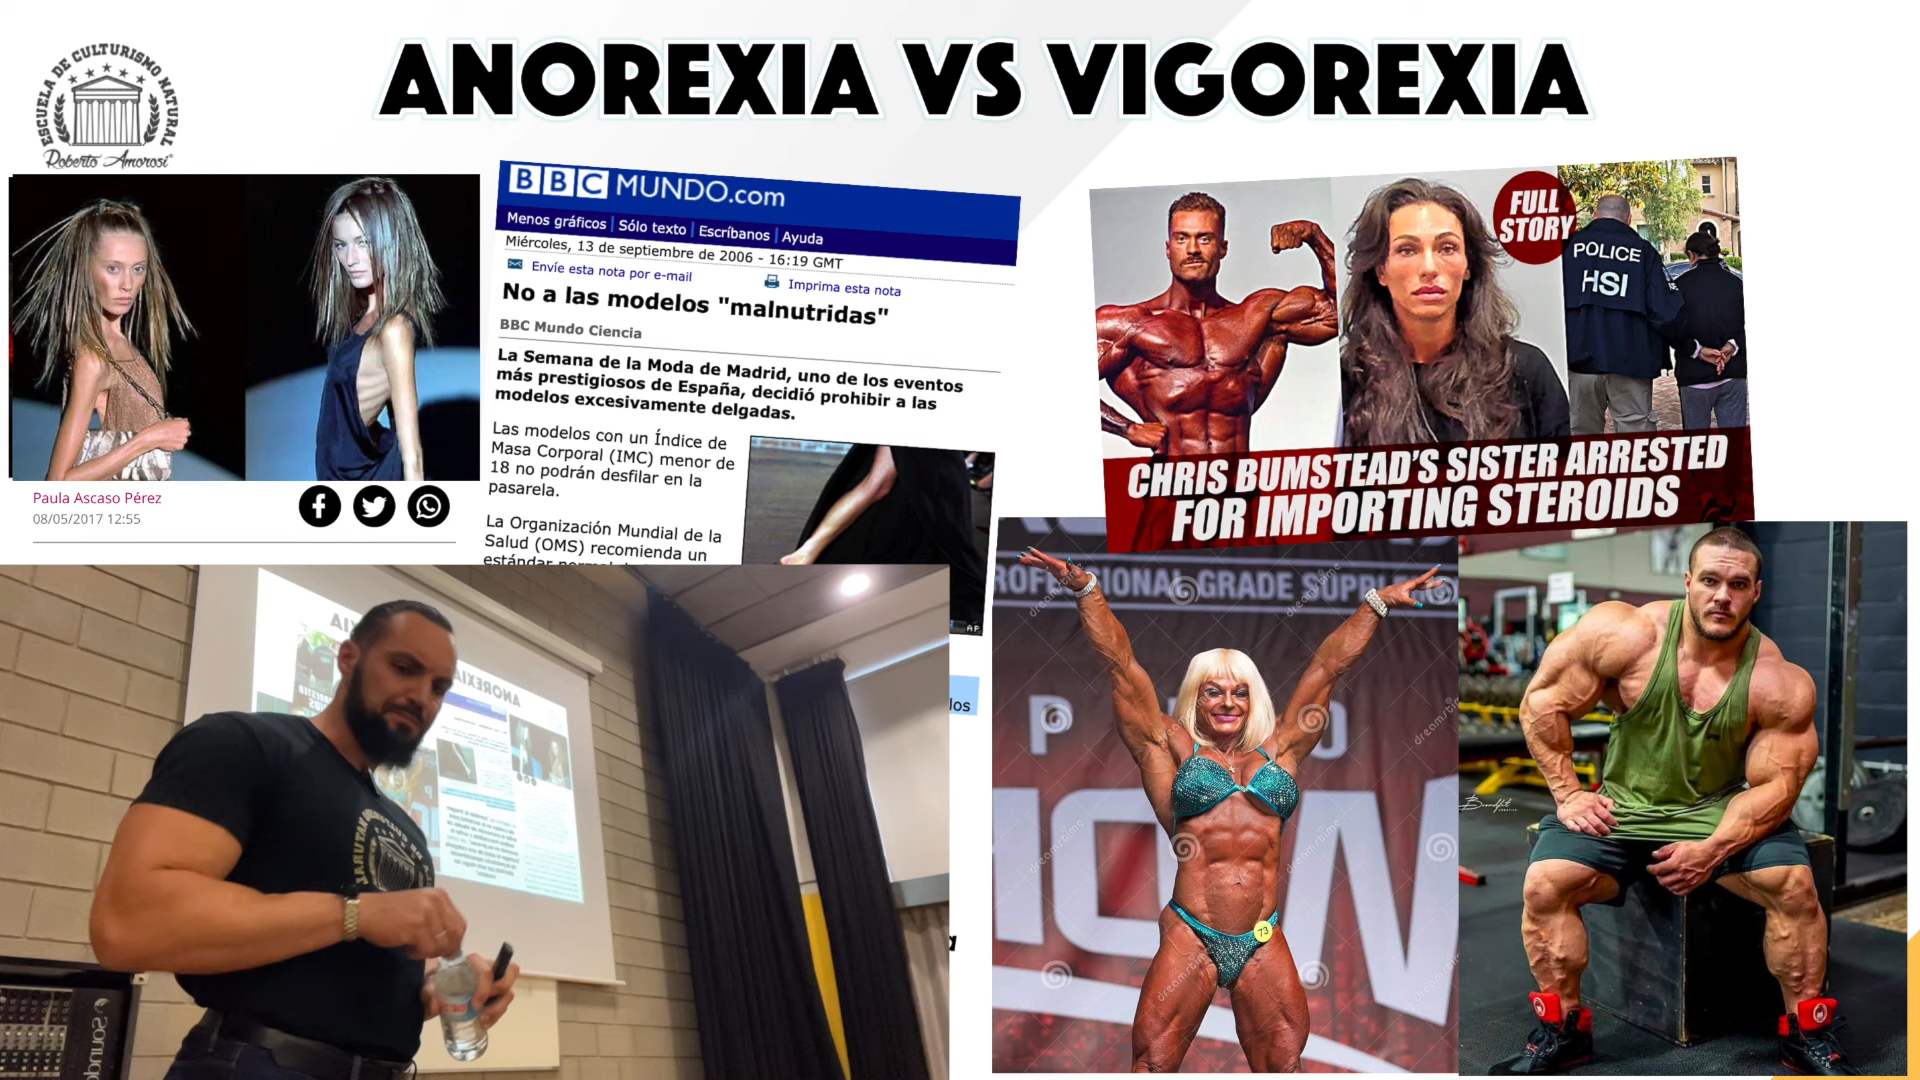 ANOREXIA VS VIGOREXIA
ESCUELA DE CULTURISMO NATURAL
Roberto Amorosi
Paula Ascaso Pérez
08/05/2017 12:55
BBC MUNDO.com
Menos gráficos | Sólo texto | Escríbanos | Ayuda
Miércoles, 13 de septiembre de 2006 - 16:19 GMT
Envíe esta nota por e-mail
Imprima esta nota
No a las modelos "malnutridas"
BBC Mundo Ciencia
La Semana de la Moda de Madrid, uno de los eventos
más prestigiosos de España, decidió prohibir a las
modelos excesivamente delgadas.
Las modelos con un Índice de
Masa Corporal (IMC) menor de
18 no podrán desfilar en la
pasarela.
La Organización Mundial de la
Salud (OMS) recomienda un
AP
los
a
FULL
STORY
POLICE
HSI
CHRIS BUMSTEAD'S SISTER ARRESTED
FOR IMPORTING STEROIDS
ROFESSIONAL-GRADE SUPPLEM
P
O
73
dreamstime
ANOREXIA